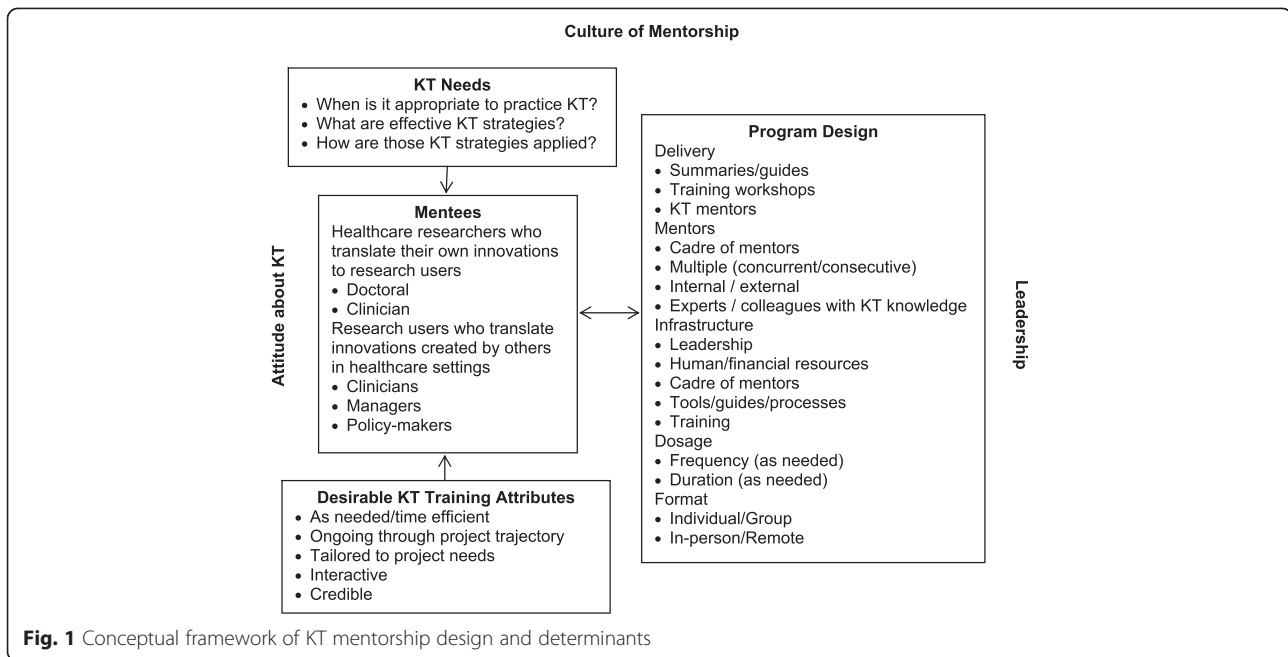 Culture of Mentorship
KT Needs
• When is it appropriate to practice KT?
• What are effective KT strategies?
• How are those KT strategies applied?
Attitude about KT
Mentees
Healthcare researchers who
translate their own innovations
to research users
• Doctoral
• Clinician
Research users who translate
innovations created by others
in healthcare settings
• Clinicians
• Managers
• Policy-makers
Desirable KT Training Attributes
• As needed/time efficient
• Ongoing through project trajectory
• Tailored to project needs
• Interactive
• Credible
Program Design
Delivery
• Summaries/guides
• Training workshops
• KT mentors
Mentors
• Cadre of mentors
• Multiple (concurrent/consecutive)
• Internal / external
• Experts / colleagues with KT knowledge
Infrastructure
• Leadership
• Human/financial resources
• Cadre of mentors
• Tools/guides/processes
• Training
Dosage
• Frequency (as needed)
• Duration (as needed)
Format
• Individual/Group
• In-person/Remote
Leadership
Fig. 1 Conceptual framework of KT mentorship design and determinants